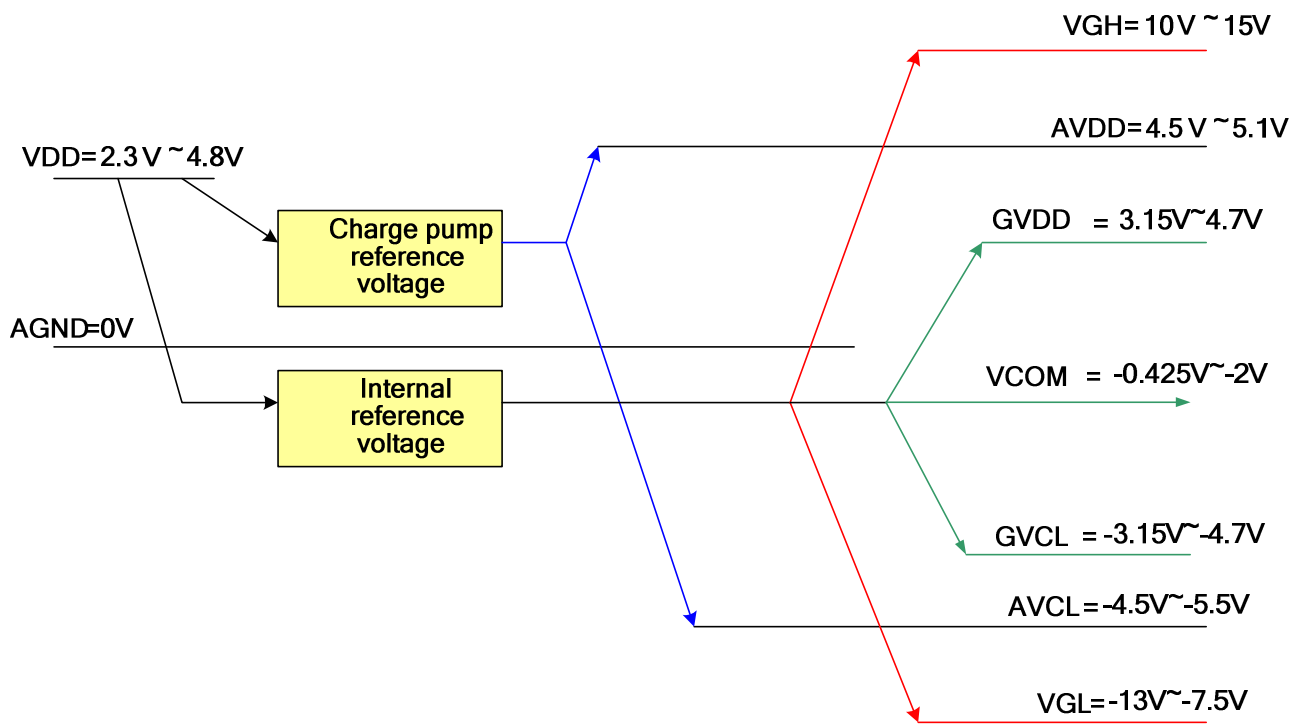 VGH=10V ~15V
AVDD=4.5V ~5.1V
VDD=2.3V ~4.8V
GVDD = 3.15V~4.7V
Charge pump
reference
voltage
AGND=0V
VCOM = -0.425V~-2V
Internal
reference
voltage
GVCL = -3.15V~-4.7V
AVCL=-4.5V~-5.5V
VGL=-13V~-7.5V